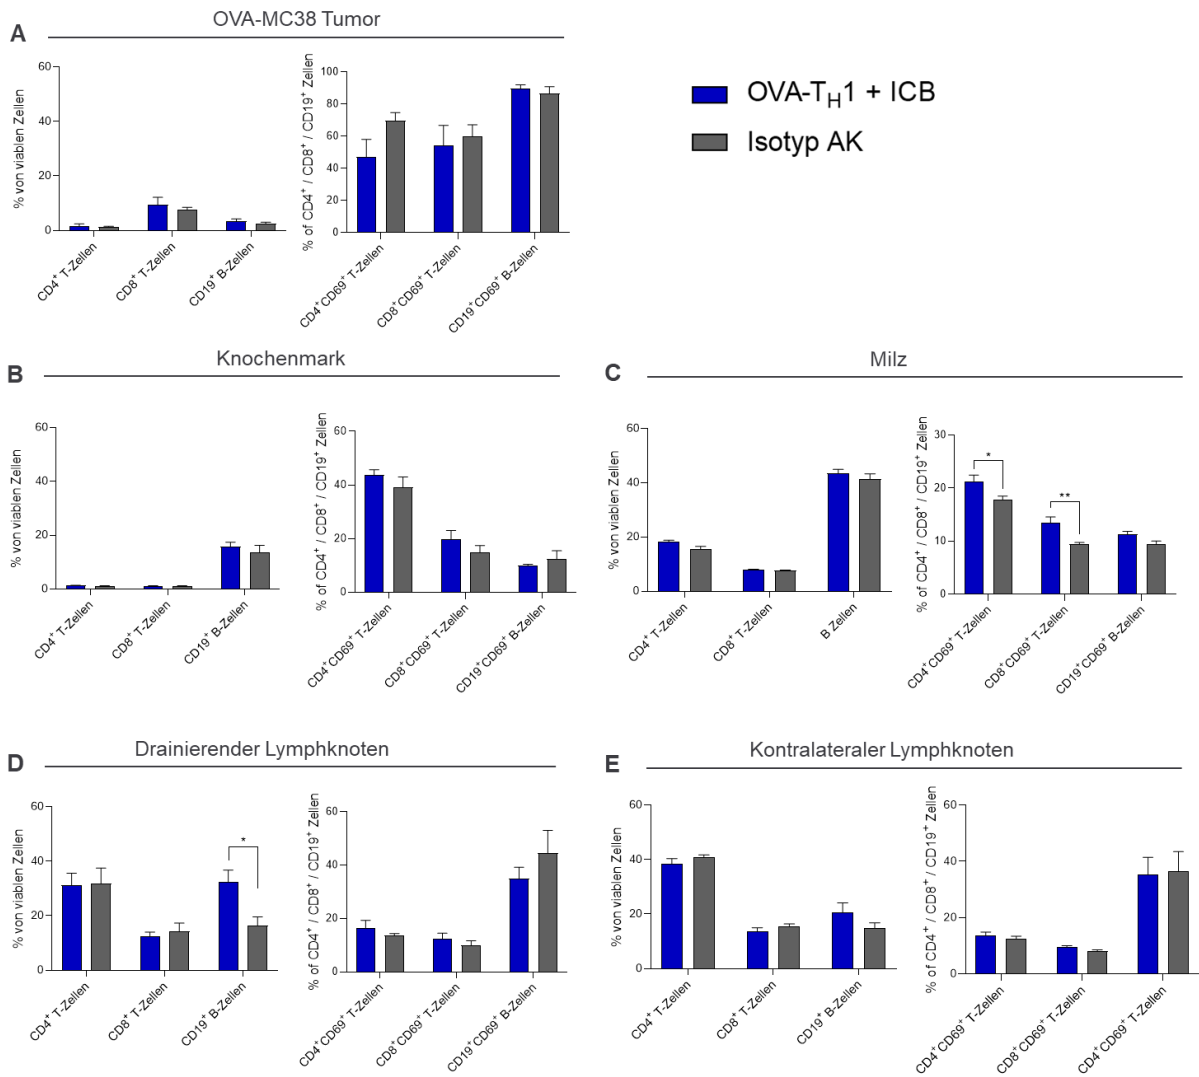 A
OVA-MC38 Tumor
% von viablen Zellen
60
40
20
0
CD4⁺ T-Zellen
CD8⁺ T-Zellen
CD19⁺ B-Zellen
% of CD4⁺ / CD8⁺ / CD19⁺ Zellen
100
80
60
40
20
0
CD4⁺CD69⁺ T-Zellen
CD8⁺CD69⁺ T-Zellen
CD19⁺CD69⁺ B-Zellen
OVA-T_H1 + ICB
Isotyp AK
B
Knochenmark
% von viablen Zellen
60
40
20
0
CD4⁺ T-Zellen
CD8⁺ T-Zellen
CD19⁺ B-Zellen
% of CD4⁺ / CD8⁺ / CD19⁺ Zellen
60
40
20
0
CD4⁺CD69⁺ T-Zellen
CD8⁺CD69⁺ T-Zellen
CD19⁺CD69⁺ B-Zellen
C
Milz
% von viablen Zellen
60
40
20
0
CD4⁺ T-Zellen
CD8⁺ T-Zellen
B Zellen
% of CD4⁺ / CD8⁺ / CD19⁺ Zellen
30
20
10
0
*
**
CD4⁺CD69⁺ T-Zellen
CD8⁺CD69⁺ T-Zellen
CD19⁺CD69⁺ B-Zellen
D
Drainierender Lymphknoten
% von viablen Zellen
60
40
20
0
*
CD4⁺ T-Zellen
CD8⁺ T-Zellen
CD19⁺ B-Zellen
% of CD4⁺ / CD8⁺ / CD19⁺ Zellen
60
40
20
0
CD4⁺CD69⁺ T-Zellen
CD8⁺CD69⁺ T-Zellen
CD19⁺CD69⁺ B-Zellen
E
Kontralateraler Lymphknoten
% von viablen Zellen
60
40
20
0
CD4⁺ T-Zellen
CD8⁺ T-Zellen
CD19⁺ B-Zellen
% of CD4⁺ / CD8⁺ / CD19⁺ Zellen
60
40
20
0
CD4⁺CD69⁺ T-Zellen
CD8⁺CD69⁺ T-Zellen
CD4⁺CD69⁺ T-Zellen